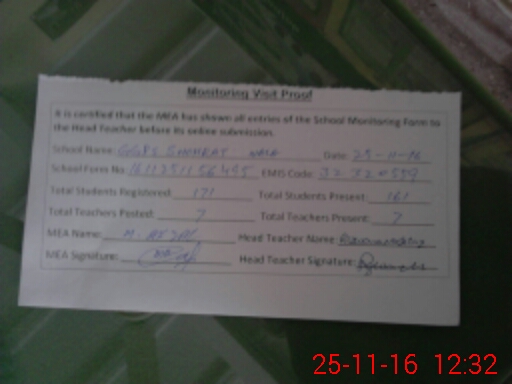 Monitoring Visit Proof
It is certified that the MEA has shown all entries of the School Monitoring Form to
the Head Teacher before its online submission.
School Name: Date: 25-11-16
School Form No. EMIS Code:
Total Students Registered: 171 Total Students Present: 161
Total Teachers Posted: 7 Total Teachers Present: 7
MEA Name: Head Teacher Name:
MEA Signature: Head Teacher Signature:
25-11-16 12:32